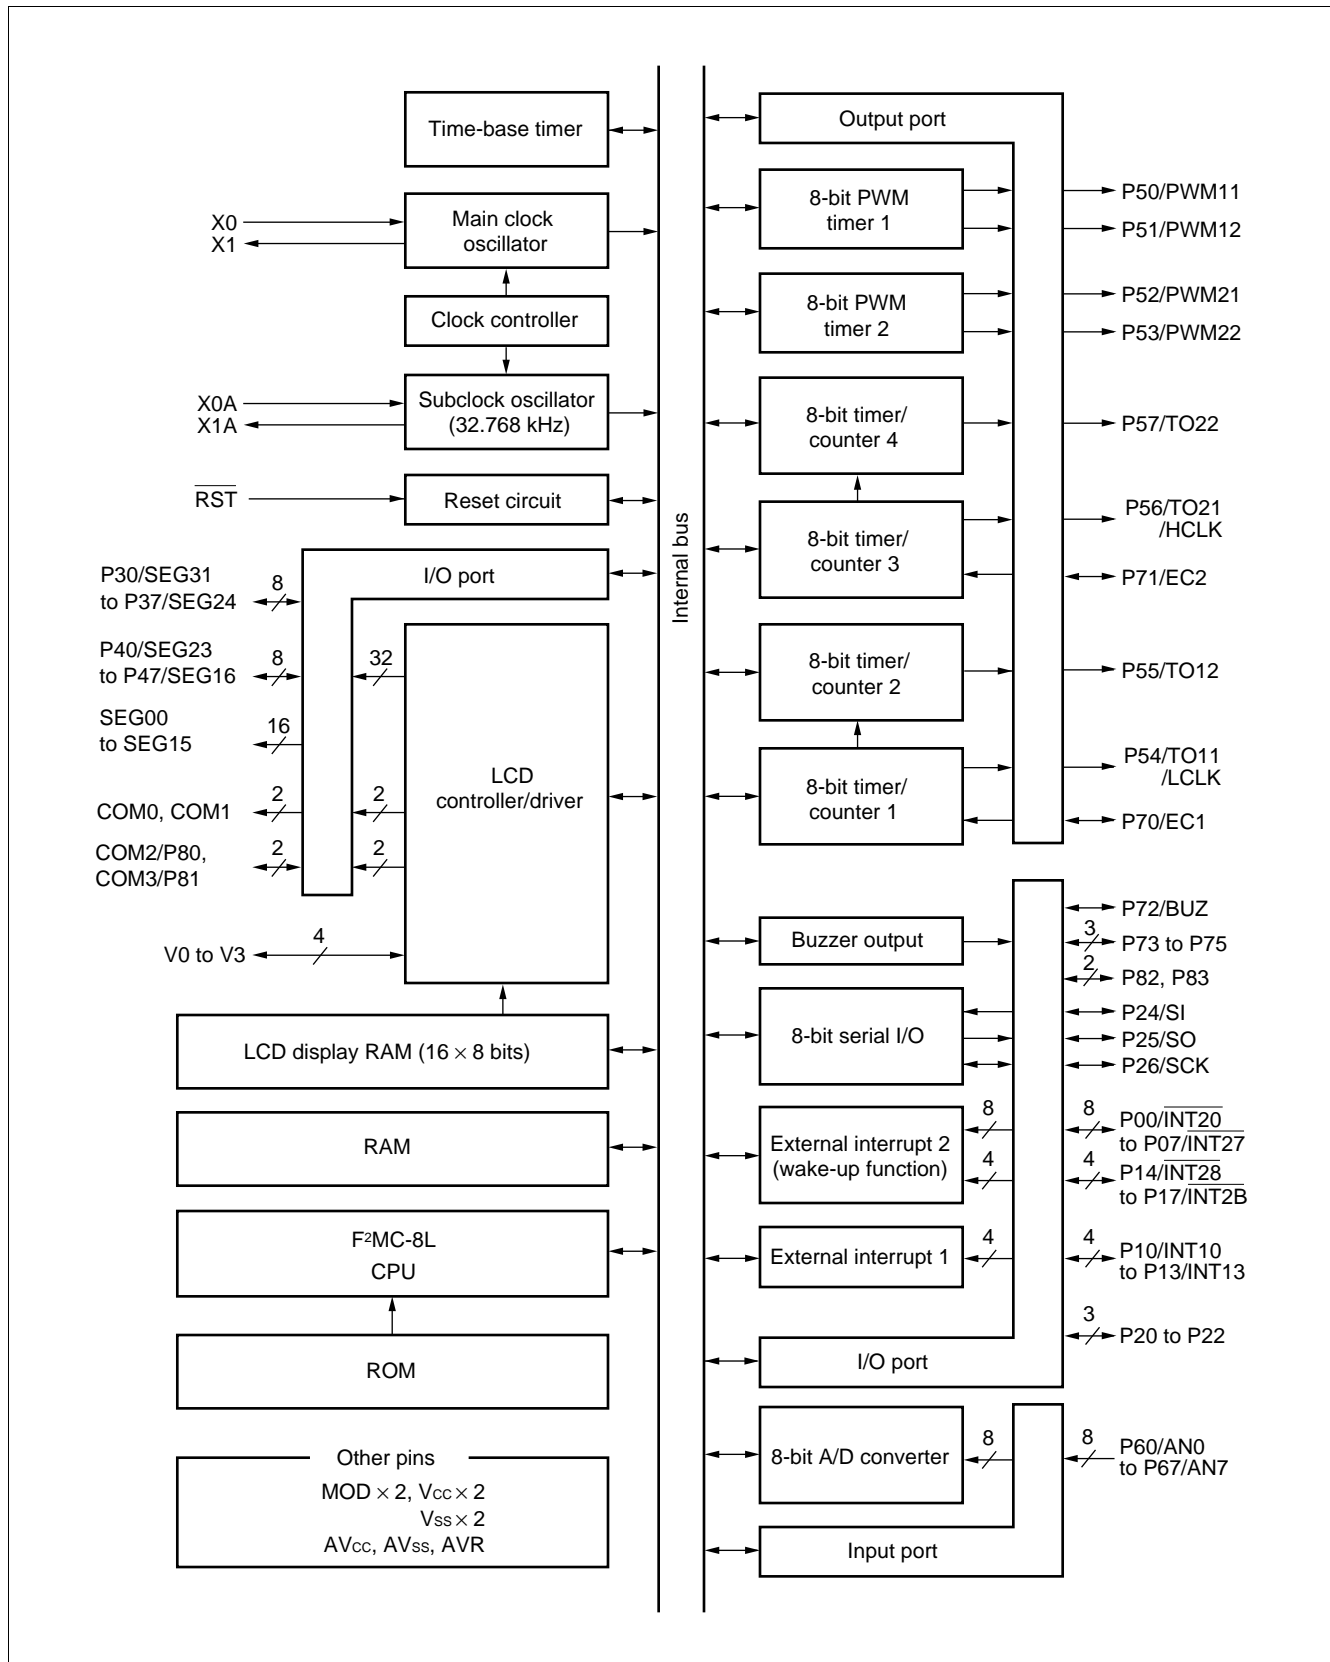 Time-base timer
X0
X1
Main clock
oscillator
Clock controller
X0A
X1A
Subclock oscillator
(32.768 kHz)
RST
Reset circuit
I/O port
P30/SEG31
to P37/SEG24
8
P40/SEG23
to P47/SEG16
8
32
SEG00
to SEG15
16
LCD
controller/driver
COM0, COM1
2
2
COM2/P80,
COM3/P81
2
2
V0 to V3
4
LCD display RAM (16 × 8 bits)
RAM
F²MC-8L
CPU
ROM
Other pins
MOD × 2, VCC × 2
VSS × 2
AVCC, AVSS, AVR
Internal bus
Output port
8-bit PWM
timer 1
P50/PWM11
P51/PWM12
8-bit PWM
timer 2
P52/PWM21
P53/PWM22
8-bit timer/
counter 4
P57/TO22
8-bit timer/
counter 3
P56/TO21
/HCLK
P71/EC2
8-bit timer/
counter 2
P55/TO12
8-bit timer/
counter 1
P54/TO11
/LCLK
P70/EC1
Buzzer output
P72/BUZ
3
P73 to P75
2
P82, P83
8-bit serial I/O
P24/SI
P25/SO
P26/SCK
External interrupt 2
(wake-up function)
8
4
8
P00/INT20
to P07/INT27
4
P14/INT28
to P17/INT2B
External interrupt 1
4
4
P10/INT10
to P13/INT13
3
P20 to P22
I/O port
8-bit A/D converter
8
8
P60/AN0
to P67/AN7
Input port